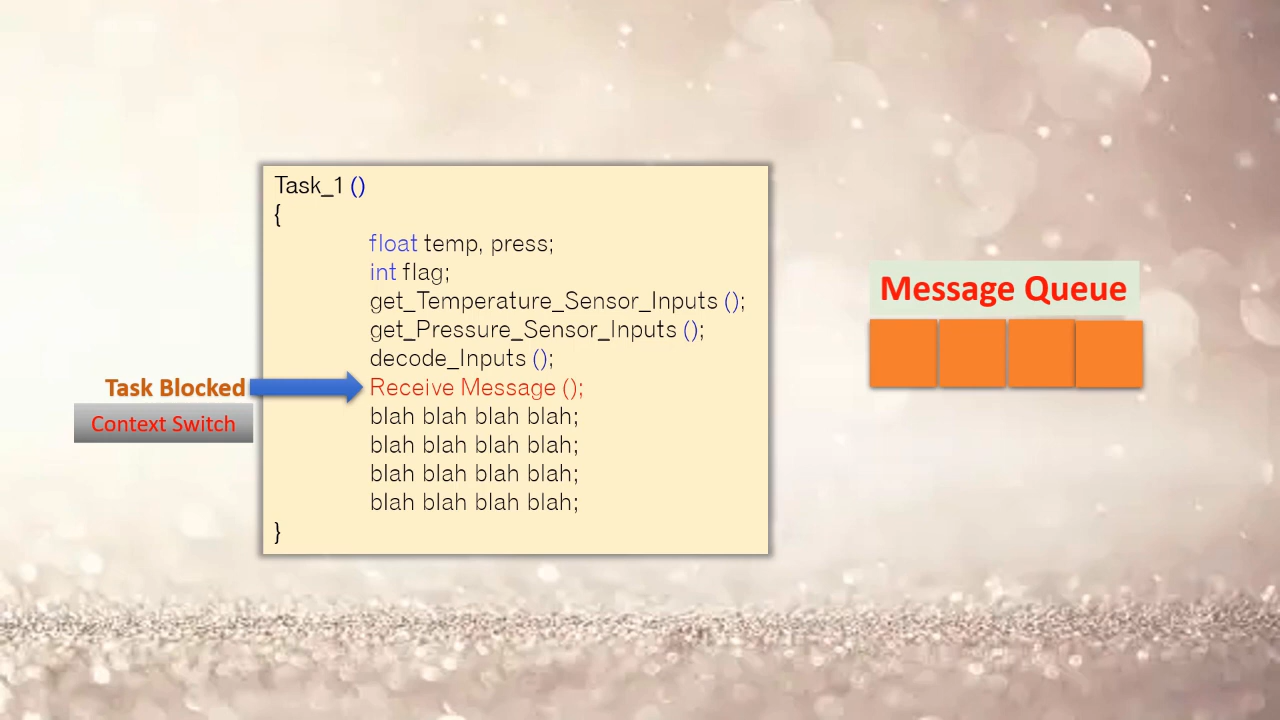 Task_1 ()
{
float temp, press;
int flag;
get_Temperature_Sensor_Inputs ();
get_Pressure_Sensor_Inputs ();
decode_Inputs ();
Receive Message ();
blah blah blah blah;
blah blah blah blah;
blah blah blah blah;
blah blah blah blah;
}
Task Blocked
Context Switch
Message Queue